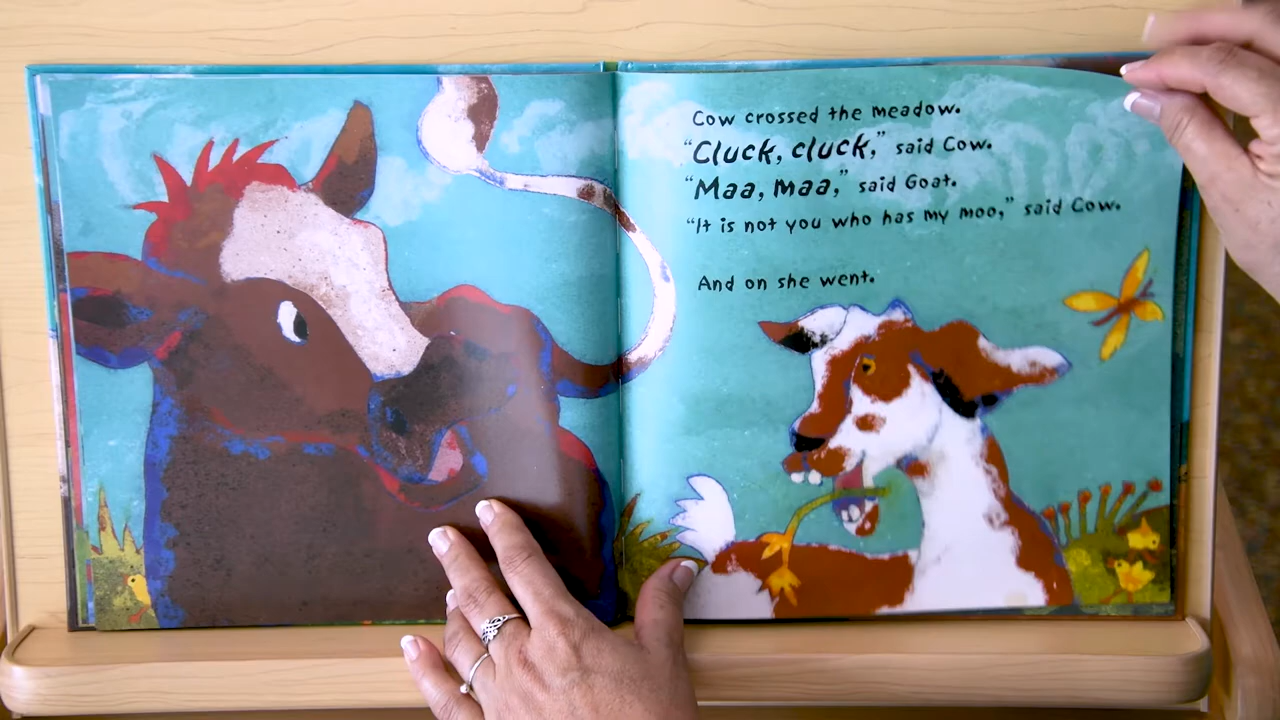 Cow crossed the meadow.
“Cluck, cluck,” said Cow.
“Maa, maa,” said Goat.
“It is not you who has my moo,” said Cow.
And on she went.